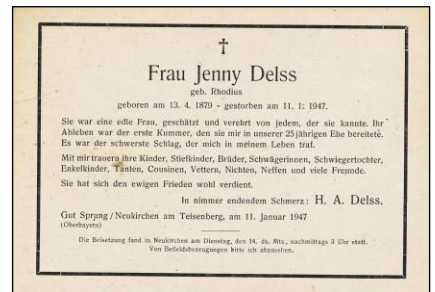 †
Frau Jenny Delss
geb. Rhodius
geboren am 13. 4. 1879 - gestorben am 11. 1. 1947.
Sie war eine edle Frau, geschätzt und verehrt von jedem, der sie kannte. Ihr
Ableben war der erste Kummer, den sie mir in unserer 25 jährigen Ehe bereitete.
Es war der schwerste Schlag, der mich in meinem Leben traf.
Mit mir trauern ihre Kinder, Stiefkinder, Brüder, Schwägerinnen, Schwiegertochter,
Enkelkinder, Tanten, Cousinen, Vettern, Nichten, Neffen und viele Freunde.
Sie hat sich den ewigen Frieden wohl verdient.
In nimmer endendem Schmerz: H. A. Delss.
Gut Sprung/Neukirchen am Teisenberg, am 11. Januar 1947
(Oberbayern)
Die Beisetzung fand in Neukirchen am Dienstag, den 14. ds. Mts., nachmittags 3 Uhr statt.
Von Beileidsbezeugungen bitte ich abzusehen.